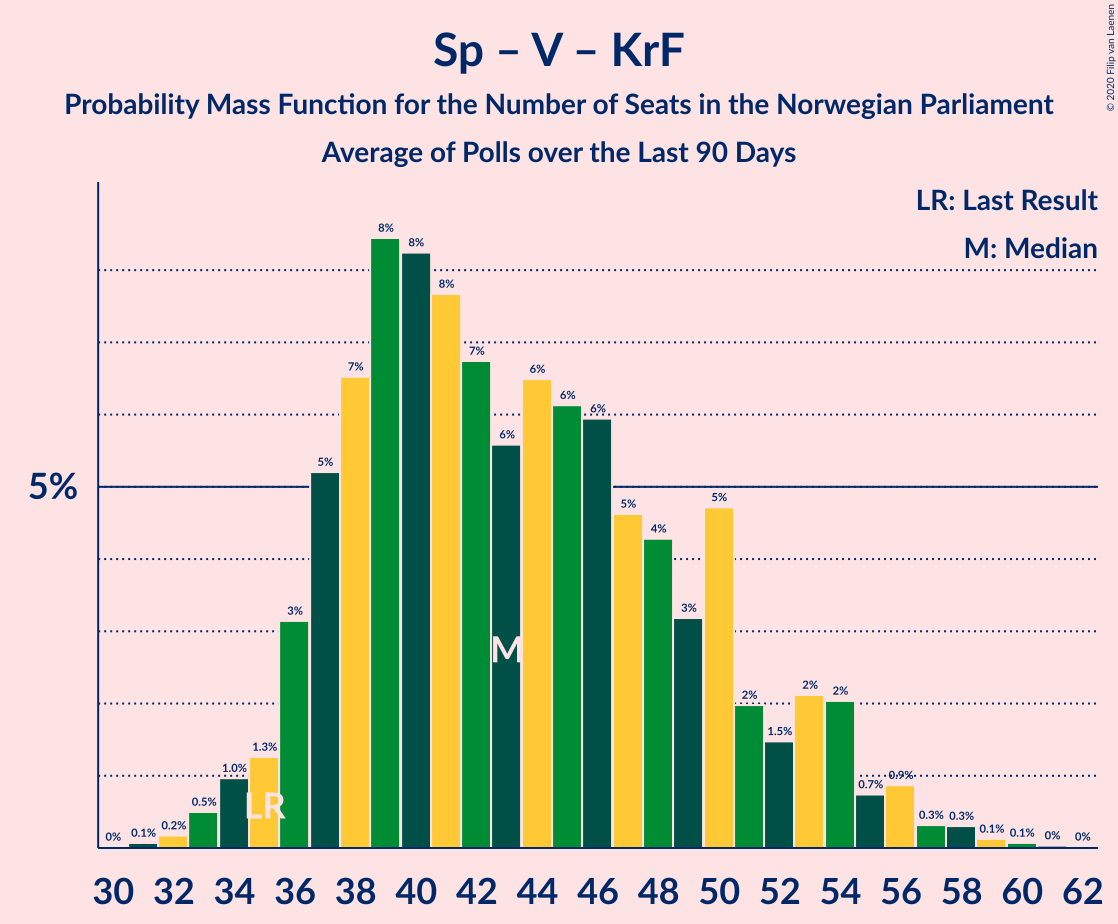 Sp – V – KrF
Probability Mass Function for the Number of Seats in the Norwegian Parliament
Average of Polls over the Last 90 Days
© 2020 Filip van Laenen
LR: Last Result
M: Median
5%
0% 0.1% 0.2% 0.5% 1.0% 1.3% 3% 5% 7% 8% 8% 8% 7% 6% 6% 6% 6% 5% 4% 3% 5% 2% 1.5% 2% 2% 0.7% 0.9% 0.3% 0.3% 0.1% 0.1% 0% 0%
M
LR
30 32 34 36 38 40 42 44 46 48 50 52 54 56 58 60 62